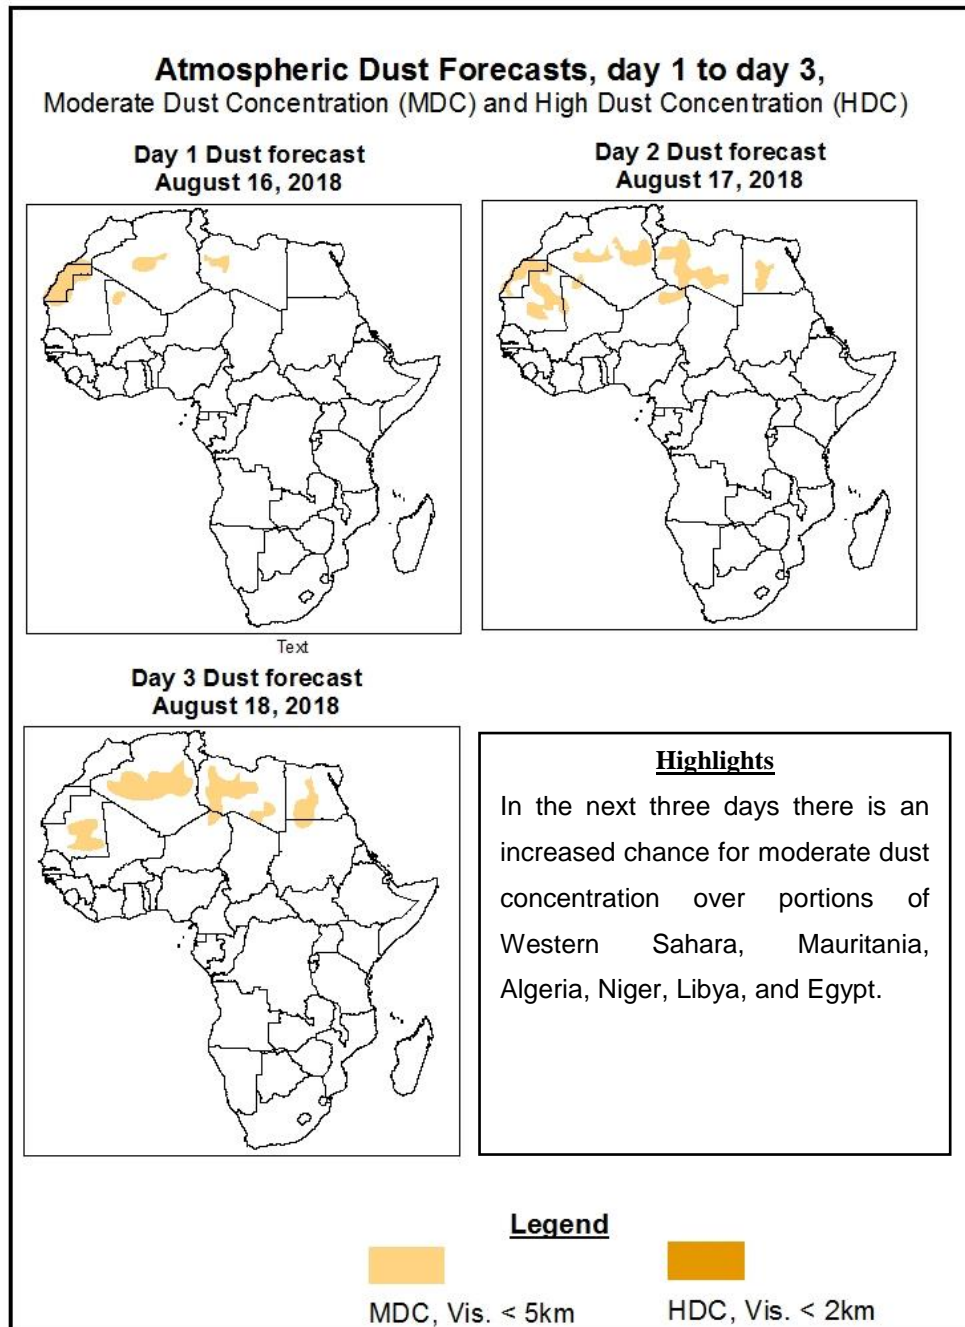 Atmospheric Dust Forecasts, day 1 to day 3,
Moderate Dust Concentration (MDC) and High Dust Concentration (HDC)
Day 1 Dust forecast
August 16, 2018
Day 2 Dust forecast
August 17, 2018
Text
Day 3 Dust forecast
August 18, 2018
Highlights
In the next three days there is an
increased chance for moderate dust
concentration over portions of
Western Sahara, Mauritania,
Algeria, Niger, Libya, and Egypt.
Legend
MDC, Vis. < 5km
HDC, Vis. < 2km